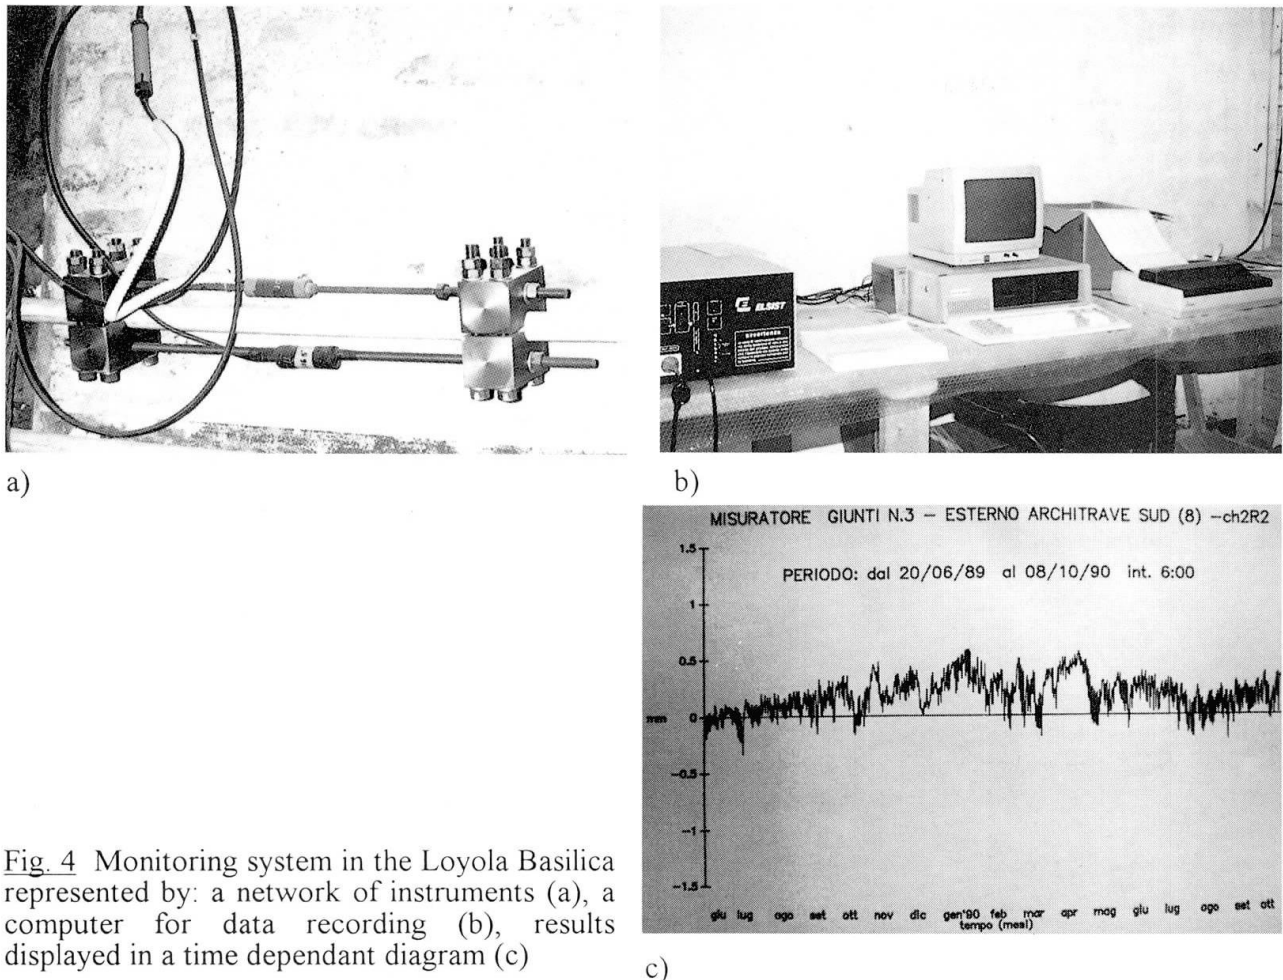 ELSIST
a)
b)
MISURATORE GIUNTI N.3 – ESTERNO ARCHITRAVE SUD (8) –ch2R2
PERIODO: dal 20/06/89 al 08/10/90 int. 6:00
1.5
1
0.5
mm 0
-0.5
-1
-1.5
giu lug ago set ott nov dic gen'90 feb mar apr mag giu lug ago set ott
tempo (mesi)
Fig. 4 Monitoring system in the Loyola Basilica
represented by: a network of instruments (a), a
computer for data recording (b), results
displayed in a time dependant diagram (c)
c)